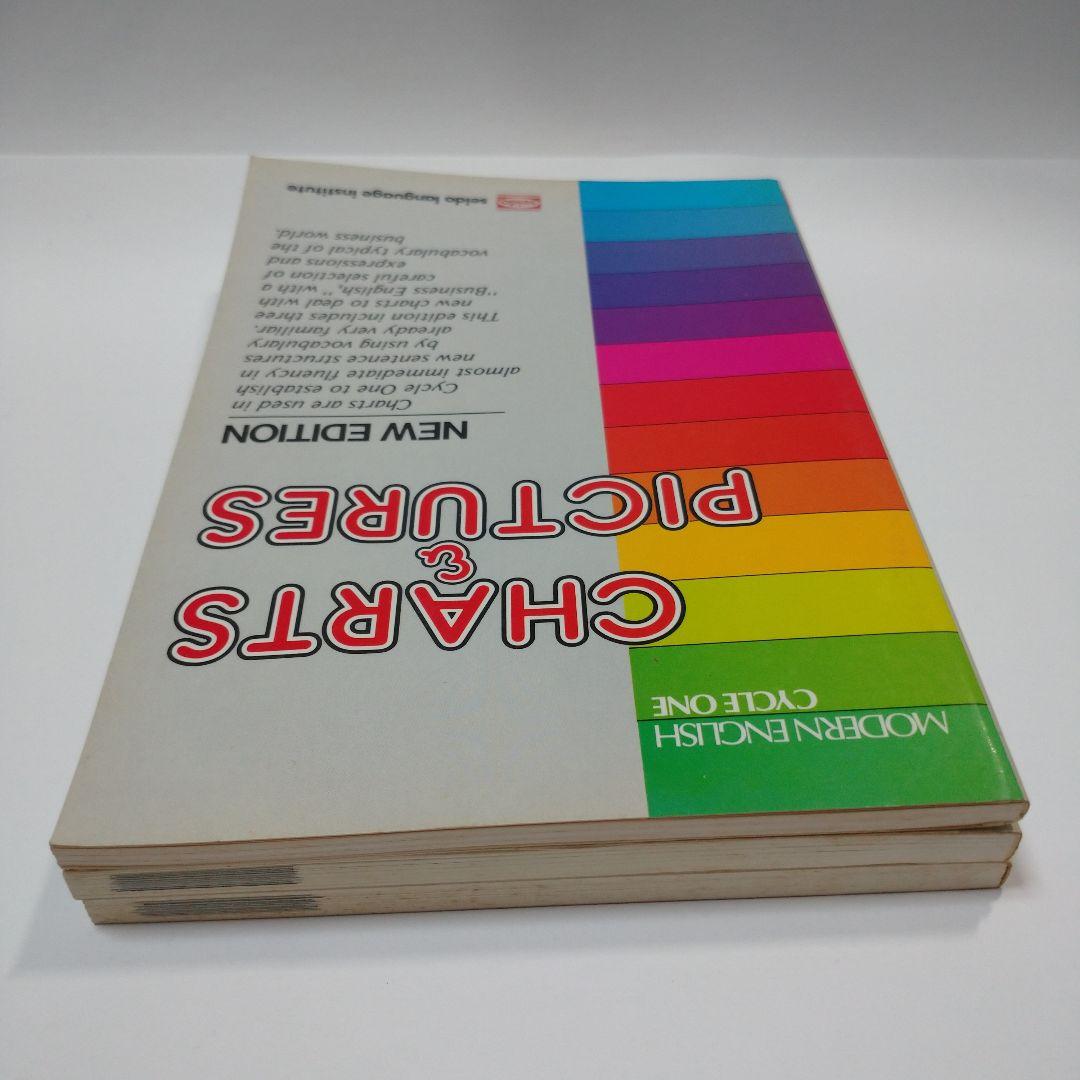 MODERN ENGLISH
CYCLE ONE
CHARTS
&
PICTURES
NEW EDITION
Charts are used in
Cycle One to establish
almost immediate fluency in
new sentence structures
by using vocabulary
already very familiar.
This edition includes three
new charts to deal with
"Business English," with a
careful selection of
expressions and
vocabulary typical of the
business world.
seido language institute